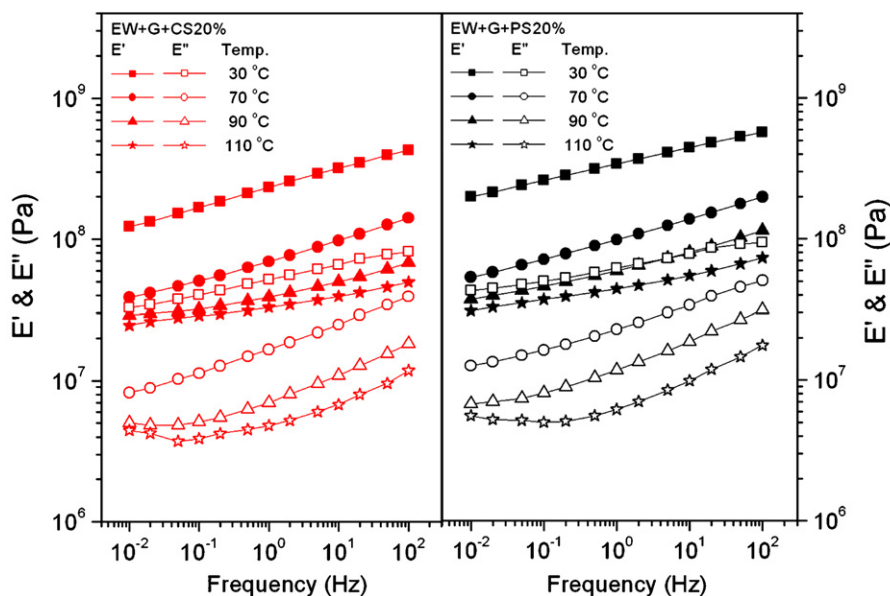 EW+G+CS20%
E' E" Temp.
30 °C
70 °C
90 °C
110 °C
EW+G+PS20%
E' E" Temp.
30 °C
70 °C
90 °C
110 °C
10⁹
10⁸
10⁷
10⁶
E' & E" (Pa)
10⁹
10⁸
10⁷
10⁶
E' & E" (Pa)
10⁻² 10⁻¹ 10⁰ 10¹ 10²
10⁻² 10⁻¹ 10⁰ 10¹ 10²
Frequency (Hz)
Frequency (Hz)